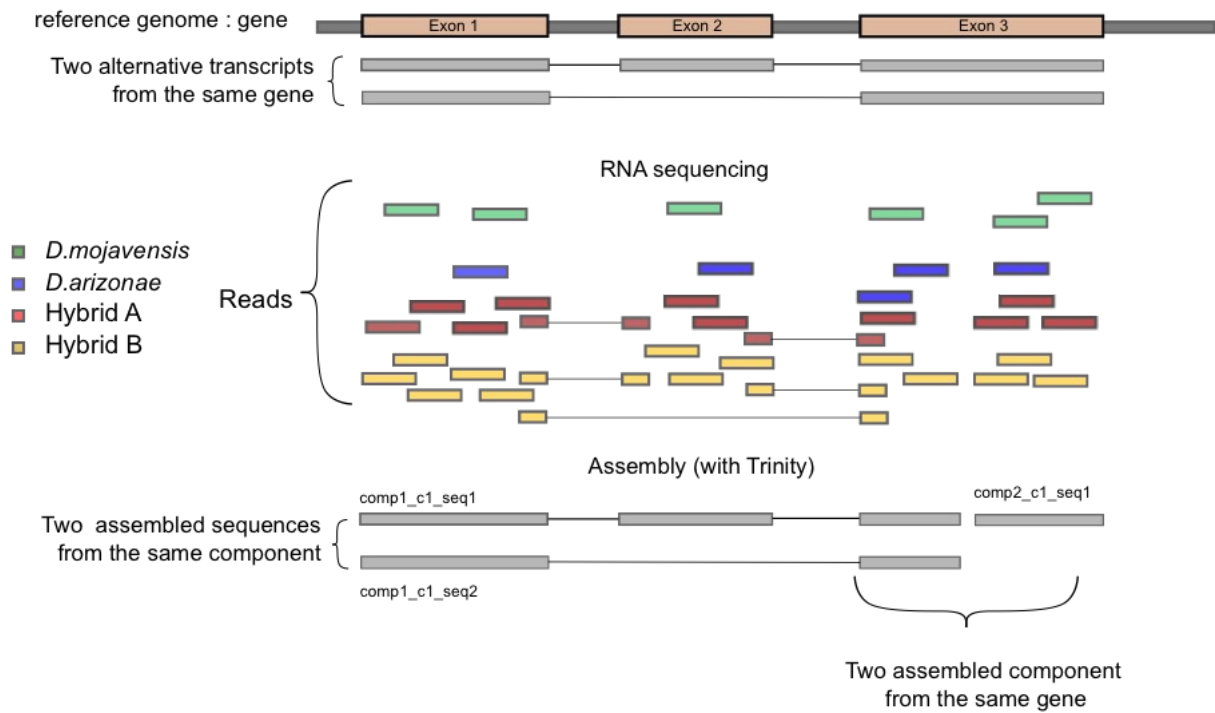 reference genome : gene
Exon 1
Exon 2
Exon 3
Two alternative transcripts
from the same gene
RNA sequencing
D.mojavensis
D.arizonae
Hybrid A
Hybrid B
Reads
Assembly (with Trinity)
comp1_c1_seq1
comp2_c1_seq1
Two assembled sequences
from the same component
comp1_c1_seq2
Two assembled component
from the same gene